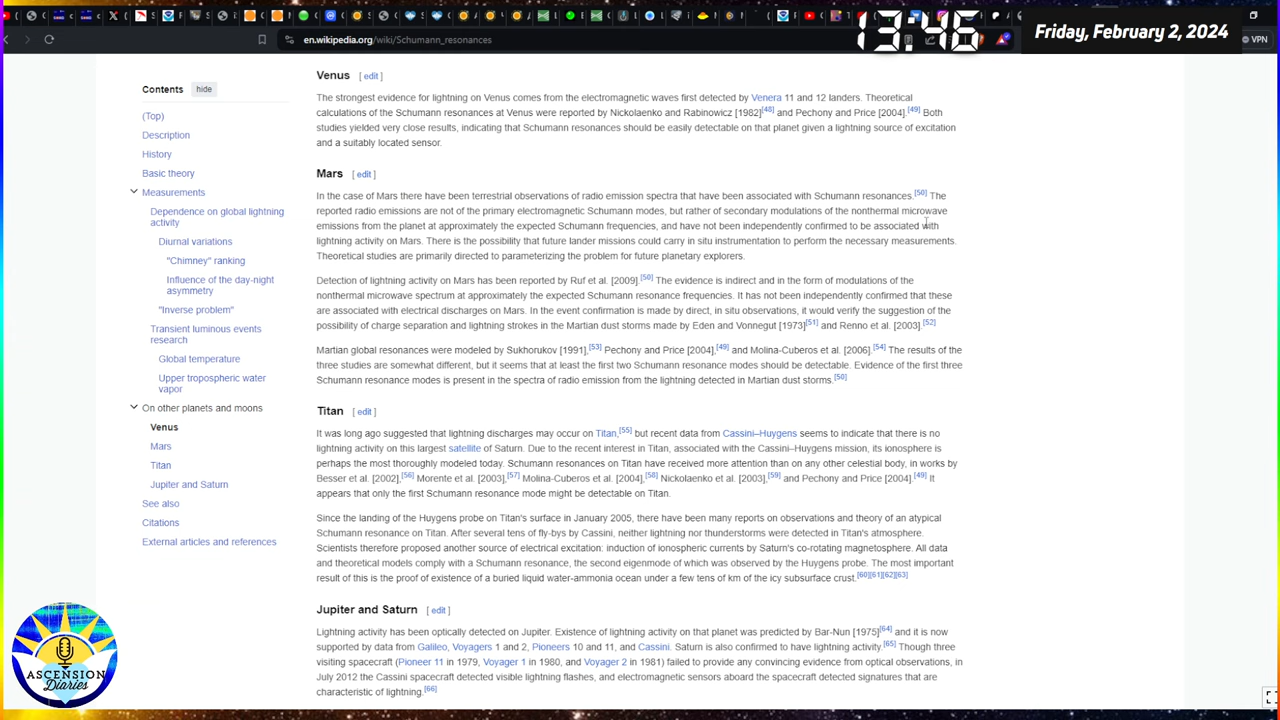 13:46
Friday, February 2, 2024
en.wikipedia.org/wiki/Schumann_resonances
VPN
Contents hide
(Top)
Description
History
Basic theory
Measurements
Dependence on global lightning
activity
Diurnal variations
"Chimney" ranking
Influence of the day-night
asymmetry
"Inverse problem"
Transient luminous events
research
Global temperature
Upper tropospheric water
vapor
On other planets and moons
Venus
Mars
Titan
Jupiter and Saturn
See also
Citations
External articles and references
Venus [ edit ]
The strongest evidence for lightning on Venus comes from the electromagnetic waves first detected by Venera 11 and 12 landers. Theoretical
calculations of the Schumann resonances at Venus were reported by Nickolaenko and Rabinowicz [1982][48] and Pechony and Price [2004].[49] Both
studies yielded very close results, indicating that Schumann resonances should be easily detectable on that planet given a lightning source of excitation
and a suitably located sensor.
Mars [ edit ]
In the case of Mars there have been terrestrial observations of radio emission spectra that have been associated with Schumann resonances.[50] The
reported radio emissions are not of the primary electromagnetic Schumann modes, but rather of secondary modulations of the nonthermal microwave
emissions from the planet at approximately the expected Schumann frequencies, and have not been independently confirmed to be associated with
lightning activity on Mars. There is the possibility that future lander missions could carry in situ instrumentation to perform the necessary measurements.
Theoretical studies are primarily directed to parameterizing the problem for future planetary explorers.
Detection of lightning activity on Mars has been reported by Ruf et al. [2009].[50] The evidence is indirect and in the form of modulations of the
nonthermal microwave spectrum at approximately the expected Schumann resonance frequencies. It has not been independently confirmed that these
are associated with electrical discharges on Mars. In the event confirmation is made by direct, in situ observations, it would verify the suggestion of the
possibility of charge separation and lightning strokes in the Martian dust storms made by Eden and Vonnegut [1973][51] and Renno et al. [2003].[52]
Martian global resonances were modeled by Sukhorukov [1991],[53] Pechony and Price [2004],[49] and Molina-Cuberos et al. [2006].[54] The results of the
three studies are somewhat different, but it seems that at least the first two Schumann resonance modes should be detectable. Evidence of the first three
Schumann resonance modes is present in the spectra of radio emission from the lightning detected in Martian dust storms.[50]
Titan [ edit ]
It was long ago suggested that lightning discharges may occur on Titan,[55] but recent data from Cassini–Huygens seems to indicate that there is no
lightning activity on this largest satellite of Saturn. Due to the recent interest in Titan, associated with the Cassini–Huygens mission, its ionosphere is
perhaps the most thoroughly modeled today. Schumann resonances on Titan have received more attention than on any other celestial body, in works by
Besser et al. [2002],[56] Morente et al. [2003],[57] Molina-Cuberos et al. [2004],[58] Nickolaenko et al. [2003],[59] and Pechony and Price [2004].[49] It
appears that only the first Schumann resonance mode might be detectable on Titan.
Since the landing of the Huygens probe on Titan's surface in January 2005, there have been many reports on observations and theory of an atypical
Schumann resonance on Titan. After several tens of fly-bys by Cassini, neither lightning nor thunderstorms were detected in Titan's atmosphere.
Scientists therefore proposed another source of electrical excitation: induction of ionospheric currents by Saturn's co-rotating magnetosphere. All data
and theoretical models comply with a Schumann resonance, the second eigenmode of which was observed by the Huygens probe. The most important
result of this is the proof of existence of a buried liquid water-ammonia ocean under a few tens of km of the icy subsurface crust.[60][61][62][63]
Jupiter and Saturn [ edit ]
Lightning activity has been optically detected on Jupiter. Existence of lightning activity on that planet was predicted by Bar-Nun [1975][64] and it is now
supported by data from Galileo, Voyagers 1 and 2, Pioneers 10 and 11, and Cassini. Saturn is also confirmed to have lightning activity.[65] Though three
visiting spacecraft (Pioneer 11 in 1979, Voyager 1 in 1980, and Voyager 2 in 1981) failed to provide any convincing evidence from optical observations, in
July 2012 the Cassini spacecraft detected visible lightning flashes, and electromagnetic sensors aboard the spacecraft detected signatures that are
characteristic of lightning.[66]
ASCENSION
Diaries